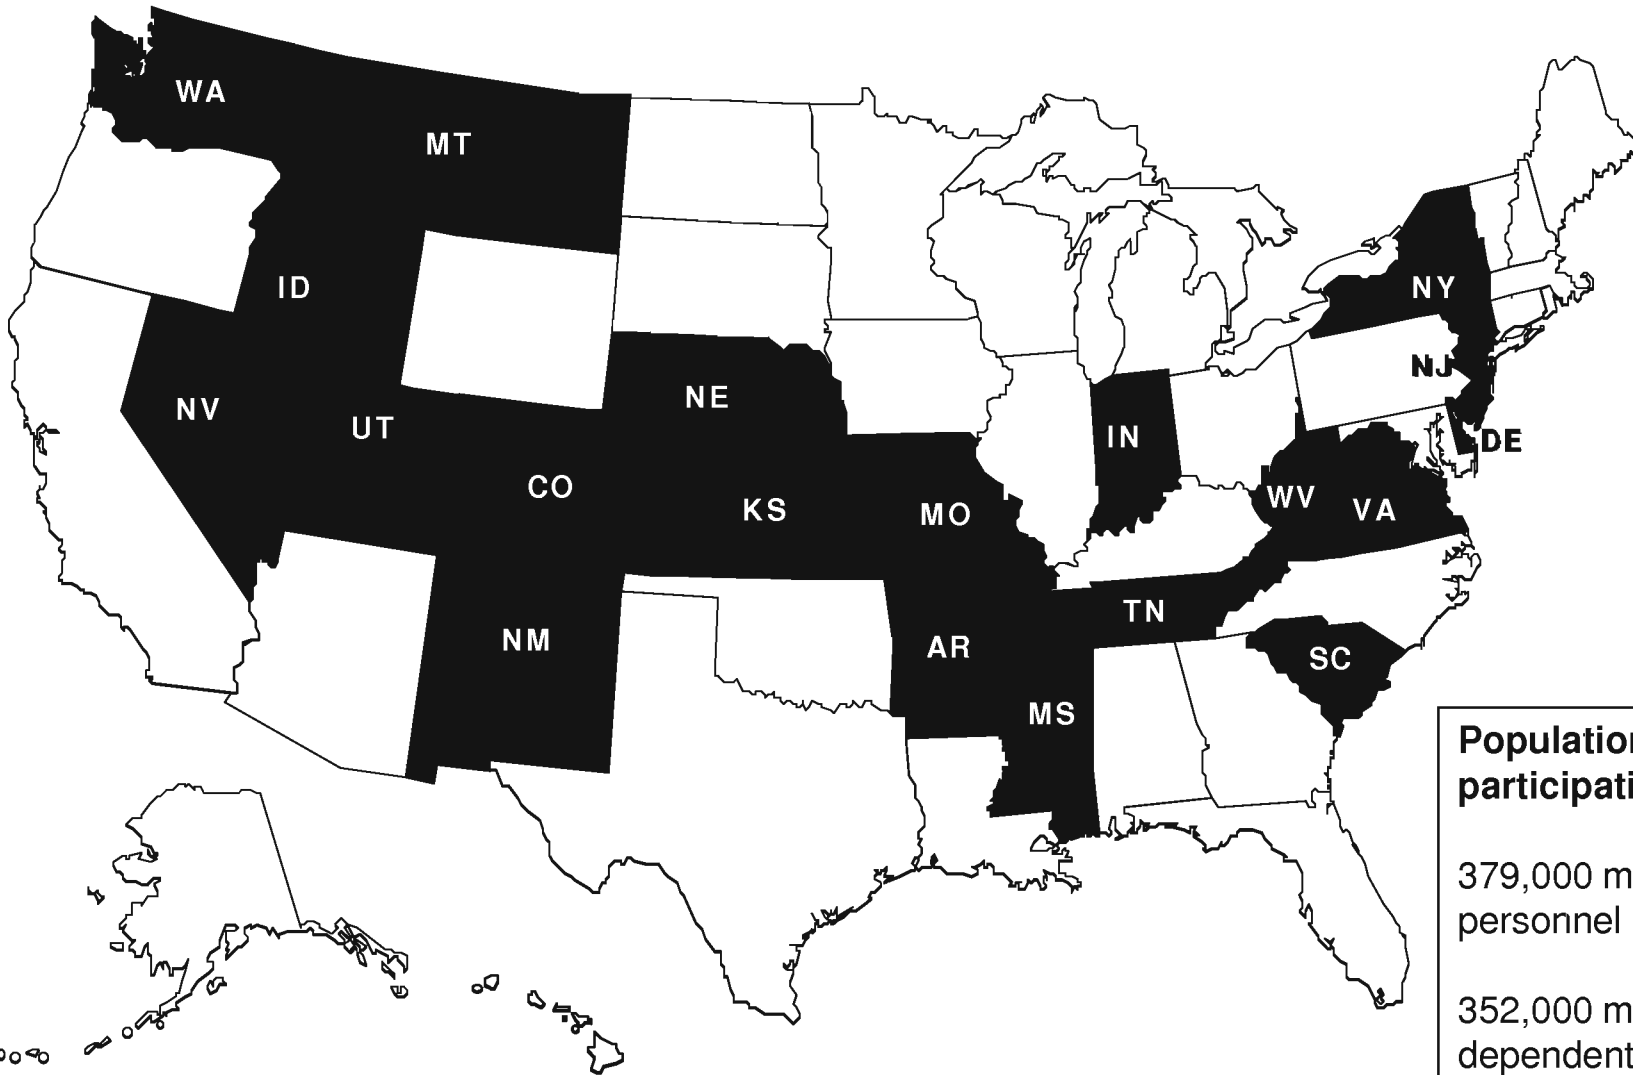 WA
MT
ID
NY
NJ
NV
NE
UT
IN
DE
CO
KS
MO
WV
VA
TN
NM
AR
SC
MS
Population
participati
379,000 m
personnel
352,000 m
dependent